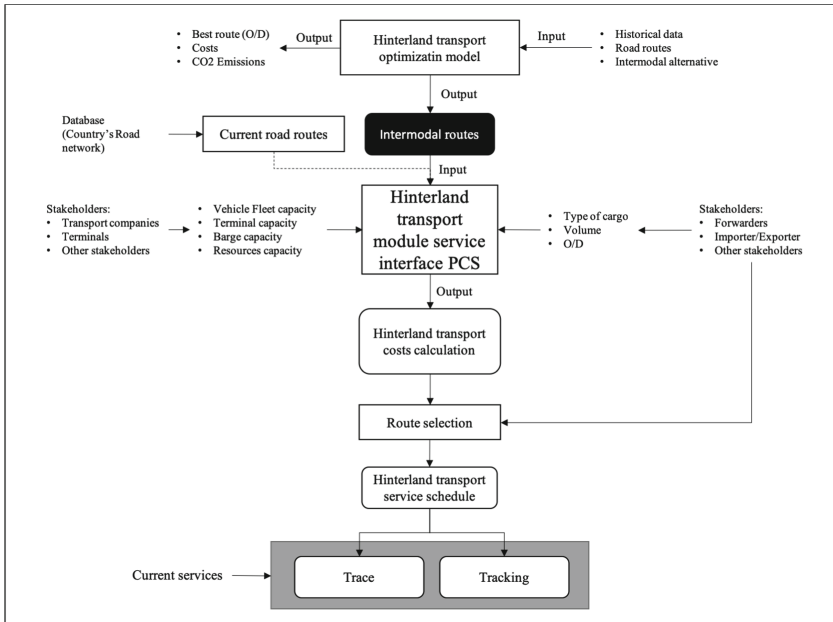 • Best route (O/D)
• Costs
• CO2 Emissions
Output
Hinterland transport
optimizatin model
Input
• Historical data
• Road routes
• Intermodal alternative
Output
Database
(Country's Road
network)
Current road routes
Intermodal routes
Input
Stakeholders:
• Transport companies
• Terminals
• Other stakeholders
• Vehicle Fleet capacity
• Terminal capacity
• Barge capacity
• Resources capacity
Hinterland
transport
module service
interface PCS
• Type of cargo
• Volume
• O/D
Stakeholders:
• Forwarders
• Importer/Exporter
• Other stakeholders
Output
Hinterland transport
costs calculation
Route selection
Hinterland transport
service schedule
Current services
Trace
Tracking